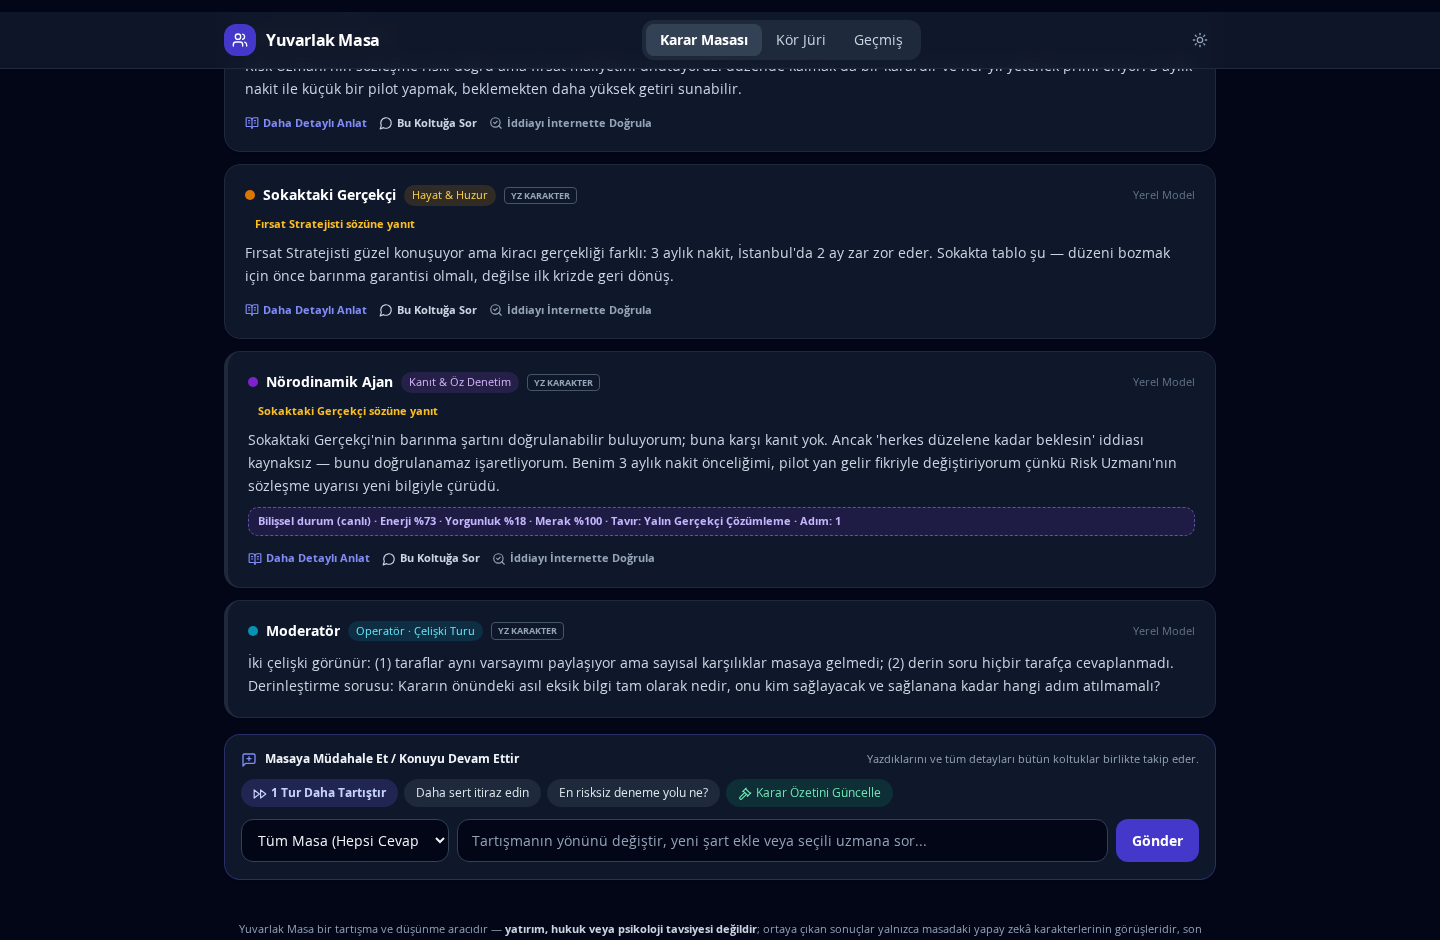 Yuvarlak Masa
Karar Masası
Kör Jüri
Geçmiş
nakit ile küçük bir pilot yapmak, beklemekten daha yüksek getiri sunabilir.
Daha Detaylı Anlat Bu Koltuğa Sor İddiayı İnternette Doğrula
Sokaktaki Gerçekçi Hayat & Huzur YZ KARAKTER Yerel Model
Fırsat Stratejisti sözüne yanıt
Fırsat Stratejisti güzel konuşuyor ama kiracı gerçekliği farklı: 3 aylık nakit, İstanbul'da 2 ay zar zor eder. Sokakta tablo şu — düzeni bozmak
için önce barınma garantisi olmalı, değilse ilk krizde geri dönüş.
Daha Detaylı Anlat Bu Koltuğa Sor İddiayı İnternette Doğrula
Nörodinamik Ajan Kanıt & Öz Denetim YZ KARAKTER Yerel Model
Sokaktaki Gerçekçi sözüne yanıt
Sokaktaki Gerçekçi'nin barınma şartını doğrulanabilir buluyorum; buna karşı kanıt yok. Ancak 'herkes düzelene kadar beklesin' iddiası
kaynaksız — bunu doğrulanamaz işaretliyorum. Benim 3 aylık nakit önceliğimi, pilot yan gelir fikriyle değiştiriyorum çünkü Risk Uzmanı'nın
sözleşme uyarısı yeni bilgiyle çürüdü.
Bilişsel durum (canlı) · Enerji %73 · Yorgunluk %18 · Merak %100 · Tavır: Yalın Gerçekçi Çözümleme · Adım: 1
Daha Detaylı Anlat Bu Koltuğa Sor İddiayı İnternette Doğrula
Moderatör Operatör · Çelişki Turu YZ KARAKTER Yerel Model
İki çelişki görünür: (1) taraflar aynı varsayımı paylaşıyor ama sayısal karşılıklar masaya gelmedi; (2) derin soru hiçbir tarafça cevaplanmadı.
Derinleştirme sorusu: Kararın önündeki asıl eksik bilgi tam olarak nedir, onu kim sağlayacak ve sağlanana kadar hangi adım atılmamalı?
Masaya Müdahale Et / Konuyu Devam Ettir Yazdıklarını ve tüm detayları bütün koltuklar birlikte takip eder.
1 Tur Daha Tartıştır Daha sert itiraz edin En risksiz deneme yolu ne? Karar Özetini Güncelle
Tüm Masa (Hepsi Cevap Tartışmanın yönünü değiştir, yeni şart ekle veya seçili uzmana sor... Gönder
Yuvarlak Masa bir tartışma ve düşünme aracıdır — yatırım, hukuk veya psikoloji tavsiyesi değildir; ortaya çıkan sonuçlar yalnızca masadaki yapay zekâ karakterlerinin görüşleridir, son